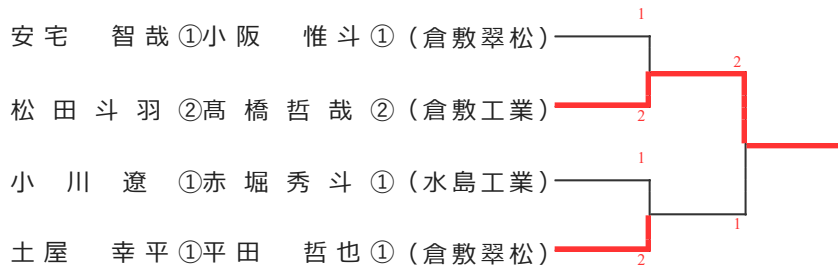 1
安宅 智哉①小阪 惟斗①(倉敷翠松)
2
松田斗羽②髙橋哲哉②(倉敷工業)
2
1
小川 遼 ①赤堀秀斗①(水島工業)
1
土屋 幸平①平田 哲也①(倉敷翠松)
2